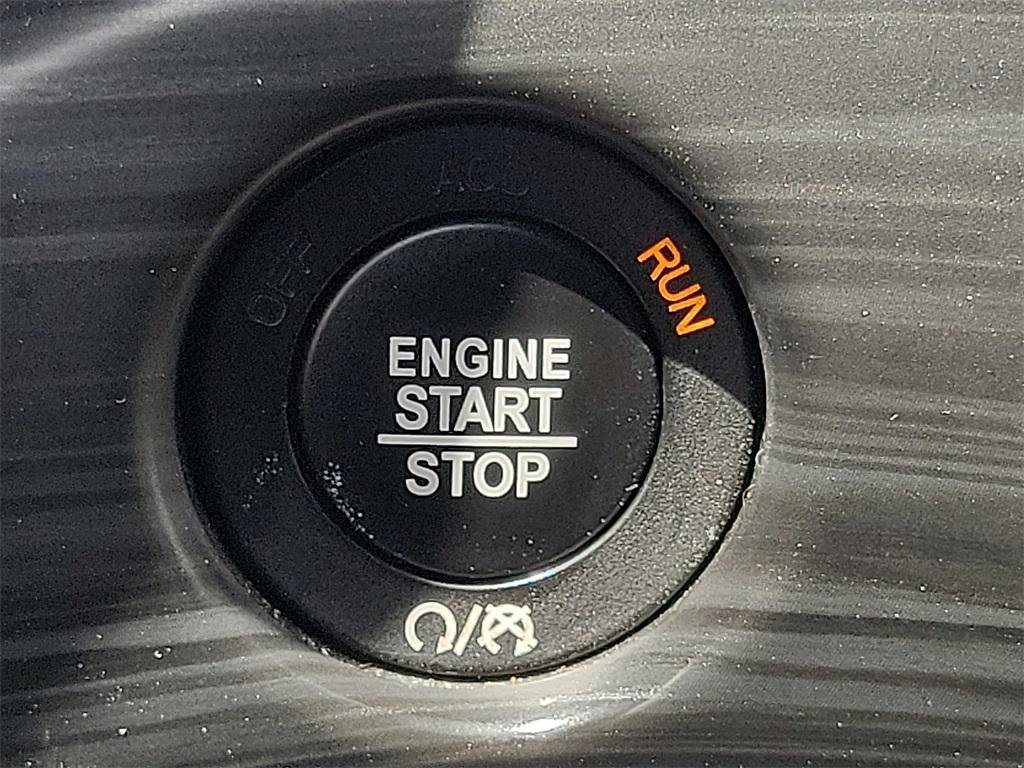 ACC
OFF
RUN
ENGINE
START
STOP